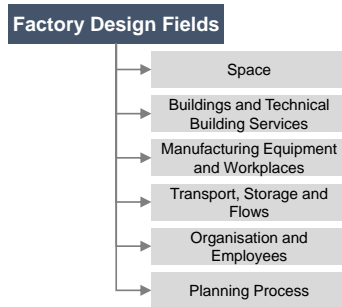 Factory Design Fields
Space
Buildings and Technical
Building Services
Manufacturing Equipment
and Workplaces
Transport, Storage and
Flows
Organisation and
Employees
Planning Process